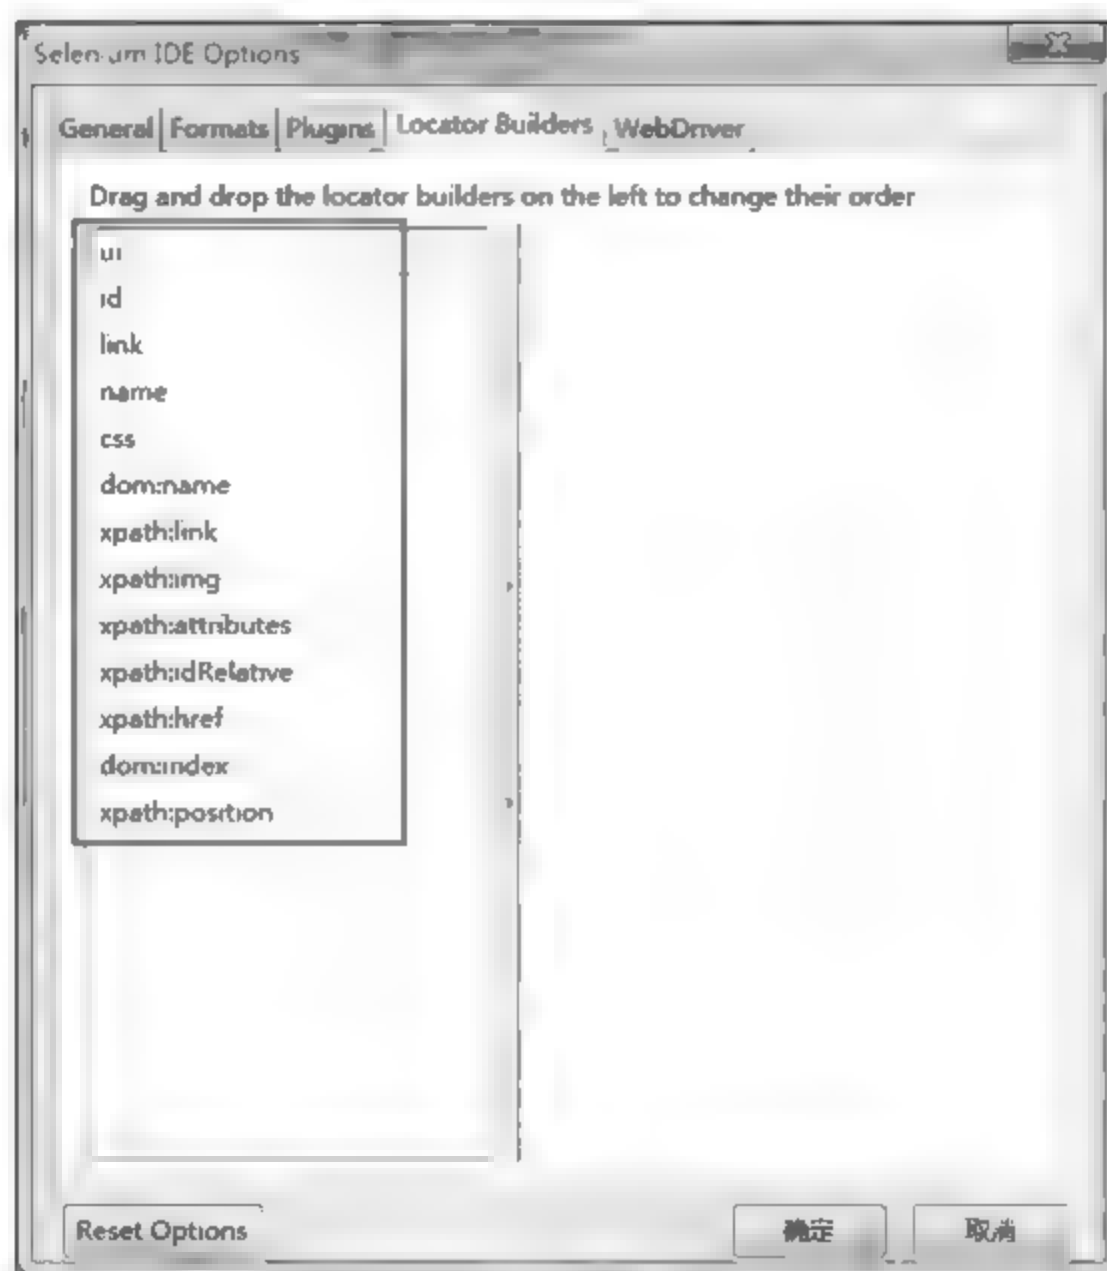 Selenium IDE Options
General Formats Plugins Locator Builders WebDriver
Drag and drop the locator builders on the left to change their order
ui
id
link
name
css
dom:name
xpath:link
xpath:img
xpath:attributes
xpath:idRelative
xpath:href
dom:index
xpath:position
Reset Options 确定 取消